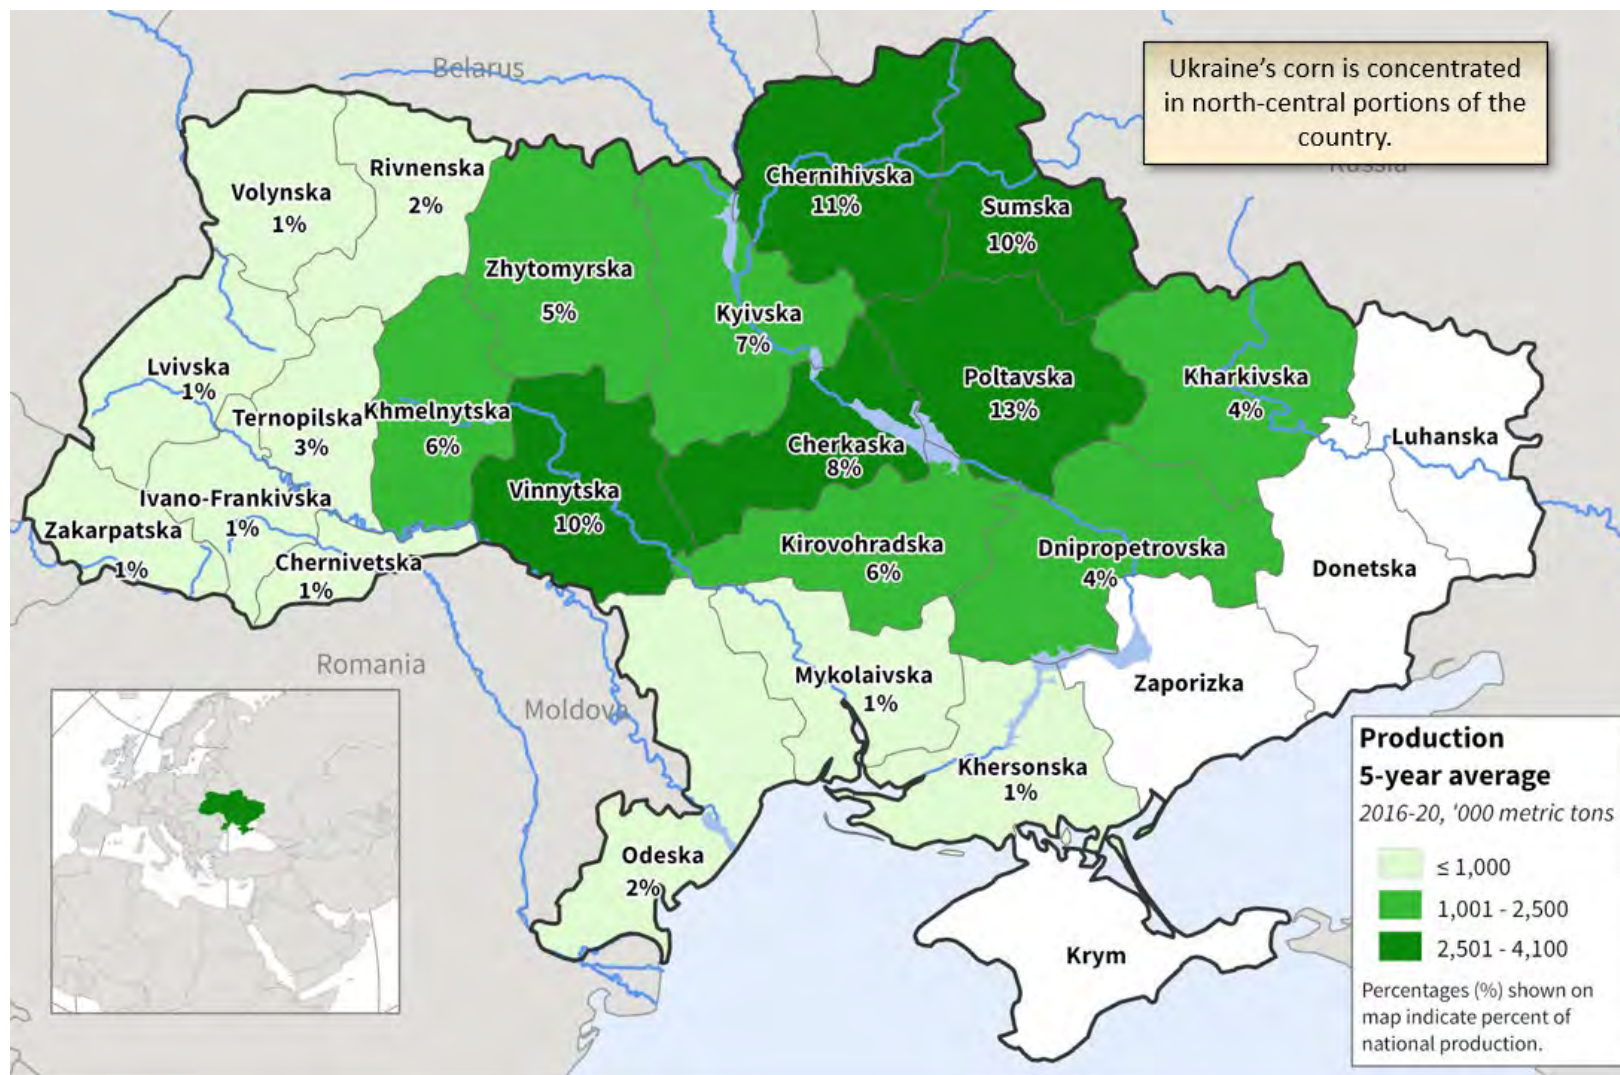 Belarus
Ukraine’s corn is concentrated
in north-central portions of the
country.
Russia
Volynska
1%
Rivnenska
2%
Chernihivska
11%
Sumska
10%
Zhytomyrska
5%
Kyivska
7%
Lvivska
1%
Ternopilska
3%
Khmelnytska
6%
Poltavska
13%
Kharkivska
4%
Luhanska
Cherkaska
8%
Vinnytska
10%
Ivano-Frankivska
1%
Zakarpatska
1%
Chernivetska
1%
Kirovohradska
6%
Dnipropetrovska
4%
Donetska
Romania
Moldova
Mykolaivska
1%
Zaporizka
Khersonska
1%
Odeska
2%
Krym
Production
5-year average
2016-20, '000 metric tons
≤ 1,000
1,001 - 2,500
2,501 - 4,100
Percentages (%) shown on
map indicate percent of
national production.